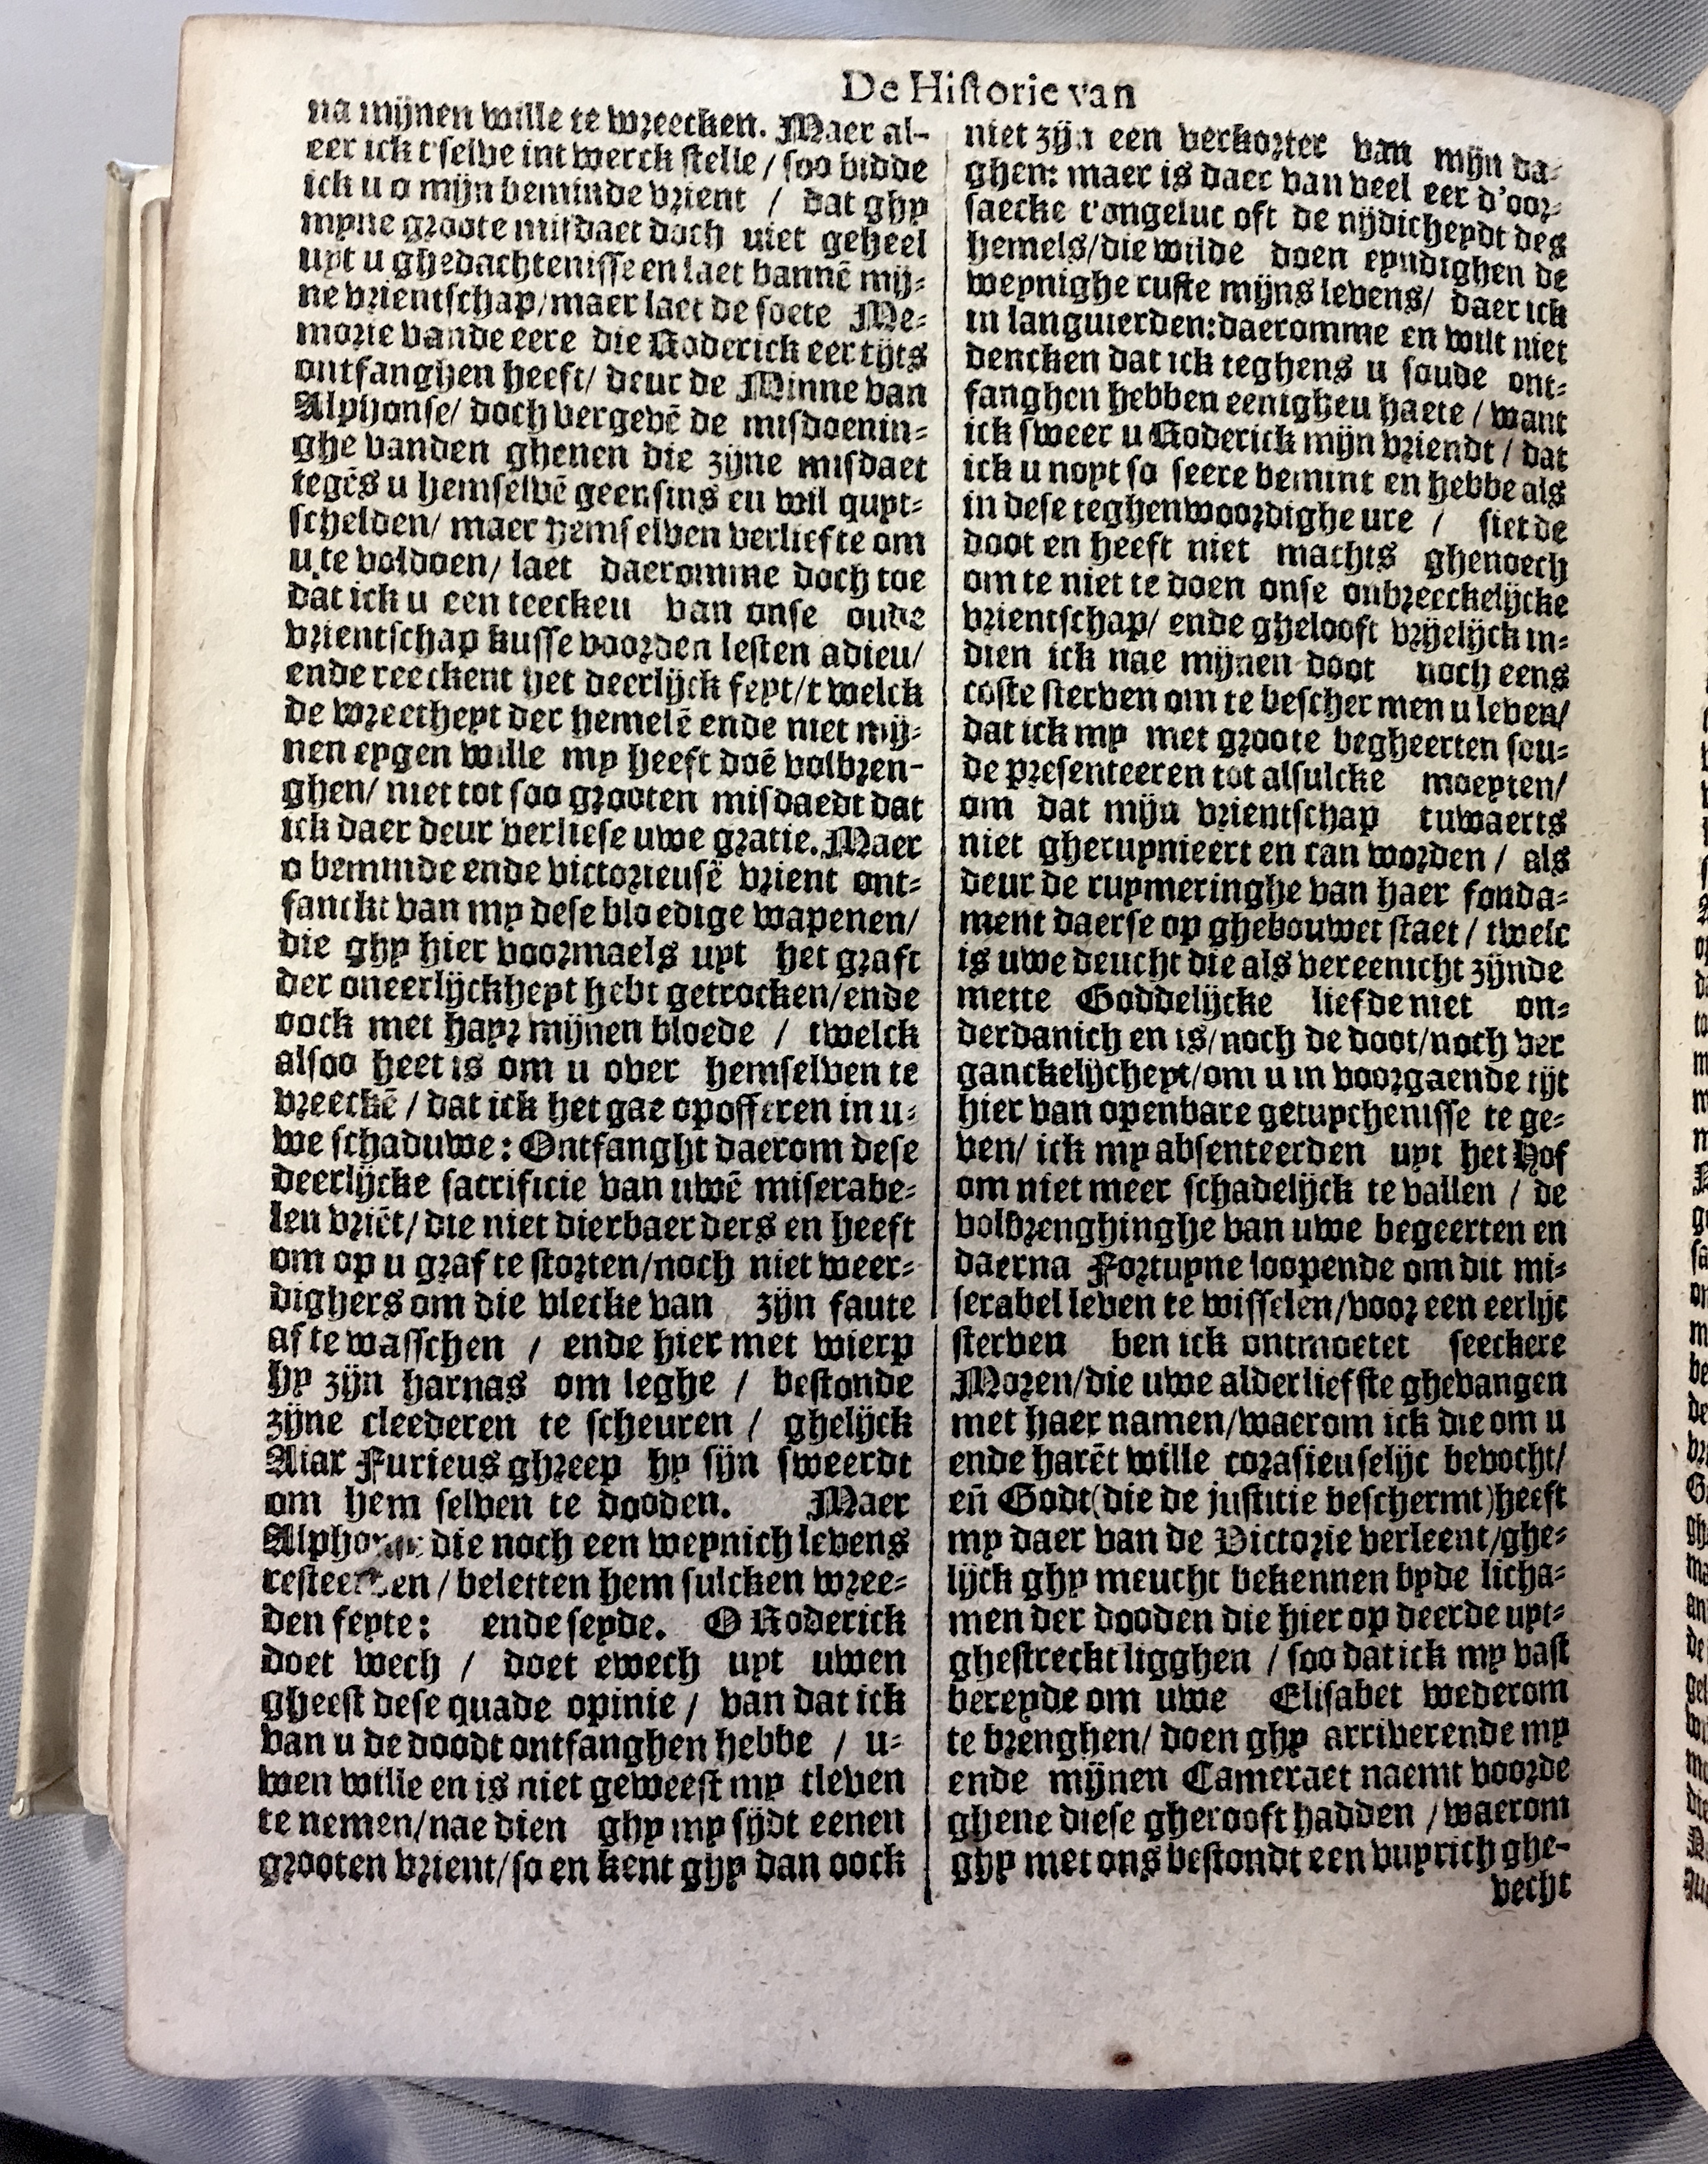 De Historie van
na mijnen wille te wreecken. Maer al-
eer ick t'selve int werck stelle / soo bidde
ick u o mijn beminde vrient / dat ghy
myne groote misdaet doch niet geheel
uyt u ghedachtenisse en laet bannē mij-
ne vrientschap/maer laet de soete Me-
morie vande eere die Roderick eertijts
ontfanghen heeft/ deur de Minne van
Alphonse/ doch vergevē de misdoenin-
ghe vanden ghenen die zijne misdaet
tegēs u hemselvē geensins en wil quyt-
schelden/ maer hemselven verliefte om
u te voldoen/ laet daeromme doch toe
dat ick u een teecken van onse oude
vrientschap kusse voorden lesten adieu/
ende reeckent het deerlijck feyt/t welck
de wreetheyt der hemelē ende niet mij-
nen eygen wille my heeft doē volbren-
ghen/ niet tot soo grooten misdaedt dat
ick daer deur verliese uwe gratie. Maer
o beminde ende victorieusē vrient ont-
fanckt van my dese bloedige wapenen/
die ghy hier voormaels uyt het graft
der oneerlijckheyt hebt getrocken/ende
oock met hayr mijnen bloede / twelck
alsoo heet is om u over hemselven te
vreeckē / dat ick het gae opofferen in u-
we schaduwe: Ontfanght daerom dese
deerlijcke sacrificie van uwē miserabe-
len vriēt/ die niet dierbaerders en heeft
om op u graf te storten/noch niet weer-
dighers om die vlecke van zijn faute
af te wasschen / ende hier met wierp
hy zijn harnas om leghe / bestonde
zijne cleederen te scheuren / ghelijck
Aiax Furieus ghreep hy sijn sweerdt
om hem selven te dooden. Maer
die noch een weynich levens
beletten hem sulcken wree-
den feyte: ende seyde. O Roderick
doet wech / doet ewech uyt uwen
gheest dese quade opinie / van dat ick
van u de doodt ontfanghen hebbe / u-
wen wille en is niet geweest my tleven
te nemen/nae dien ghy my sijdt eenen
grooten vrient/so en kent ghy dan oock
niet zijn een verkorter van mijn da-
ghen: maer is daer van veel eer d'oor-
saecke t'ongeluc oft de nijdicheydt des
hemels/die wilde doen eyndighen de
weynighe ruste mijns levens/ daer ick
in languierden: daeromme en wilt niet
dencken dat ick teghens u soude ont-
fanghen hebben eenigheu haete / want
ick sweer u Roderick mijn vriendt / dat
ick u noyt so seere bemint en hebbe als
in dese teghenwoordighe ure / siet de
doot en heeft niet machts ghenoech
om te niet te doen onse onbreeckelijcke
vrientschap/ ende ghelooft vrijelijck in-
dien ick nae mijnen doot noch eens
coste sterven om te beschermen u leven/
dat ick my met groote begheerten sou-
de presenteeren tot alsulcke moeyten/
om dat mijn vrientschap tuwaerts
niet gheruynieert en can worden / als
deur de ruymeringhe van haer fonda-
ment daerse op ghebouwet staet / twelc
is uwe deucht die als vereenicht zijnde
mette Goddelijcke liefde niet on-
derdanich en is/noch de doot/noch ver
ganckelijcheyt/om u in voorgaende tijt
hier van openbare getuychenisse te ge-
ven/ ick my absenteerden uyt het Hof
om niet meer schadelijck te vallen / de
volbrenghinghe van uwe begeerten en
daerna Fortuyne loopende om dit mi-
serabel leven te wisselen/voor een eerlijc
sterven ben ick ontmoetet seeckere
Moren/die uwe alderliefste ghevangen
met haer namen/waerom ick die om u
ende harēt wille corasieuselijc bevocht/
eñ Godt(die de justitie beschermt)heeft
my daer van de Victorie verleent/ghe-
lijck ghy meucht bekennen byde licha-
men der dooden die hier op deerde uyt-
ghestreckt ligghen / soo dat ick my vast
bereyde om uwe Elisabet wederom
te brenghen/ doen ghy arriverende my
ende mijnen Cameraet naemt voorde
ghene diese gherooft hadden / waerom
ghy met ons bestondt een vuyrich ghe-
vecht